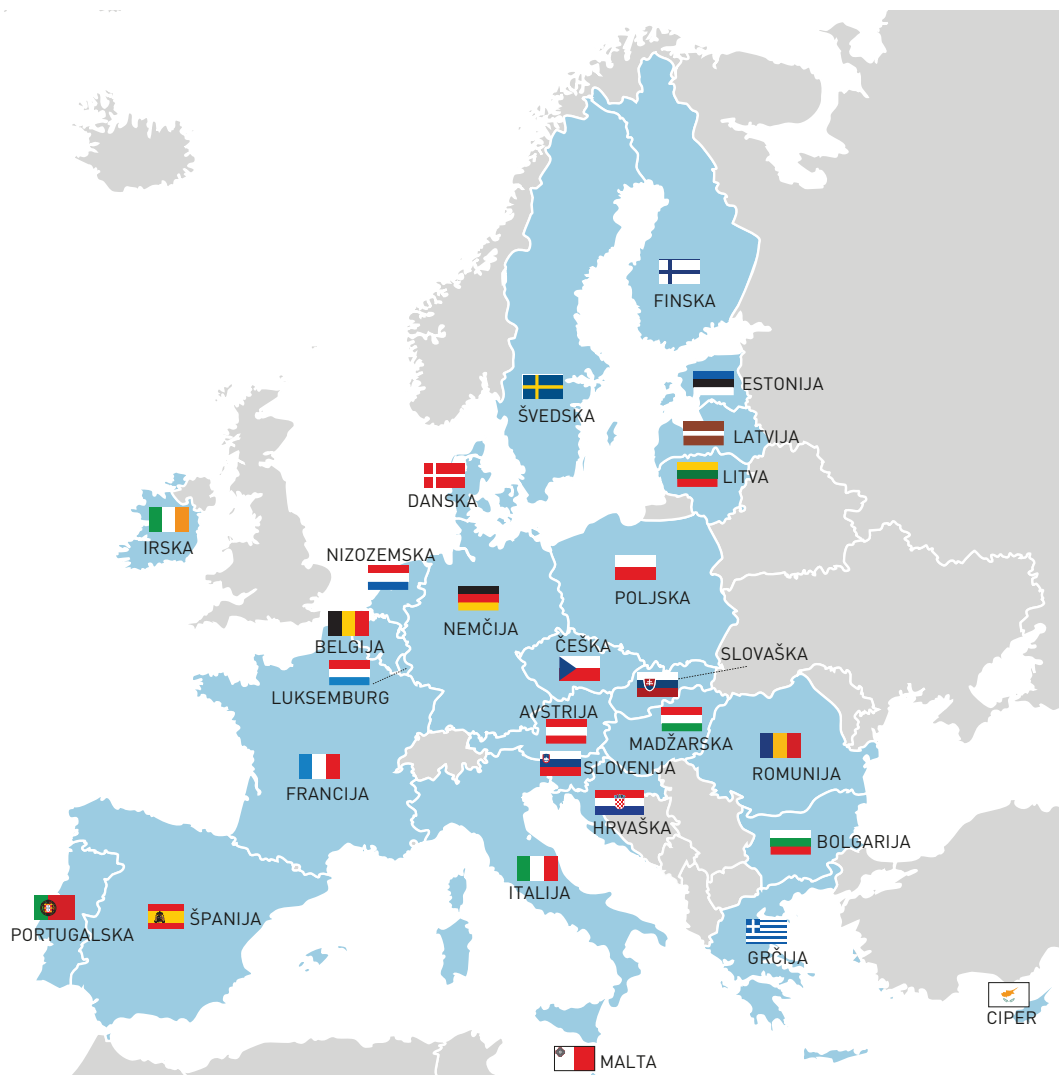 FINSKA
ESTONIJA
ŠVEDSKA
LATVIJA
LITVA
DANSKA
IRSKA
NIZOZEMSKA
POLJSKA
NEMČIJA
BELGIJA
ČEŠKA
SLOVAŠKA
LUKSEMBURG
AVSTRIJA
MADŽARSKA
SLOVENIJA
ROMUNIJA
FRANCIJA
HRVAŠKA
BOLGARIJA
ITALIJA
ŠPANIJA
PORTUGALSKA
GRČIJA
CIPER
MALTA